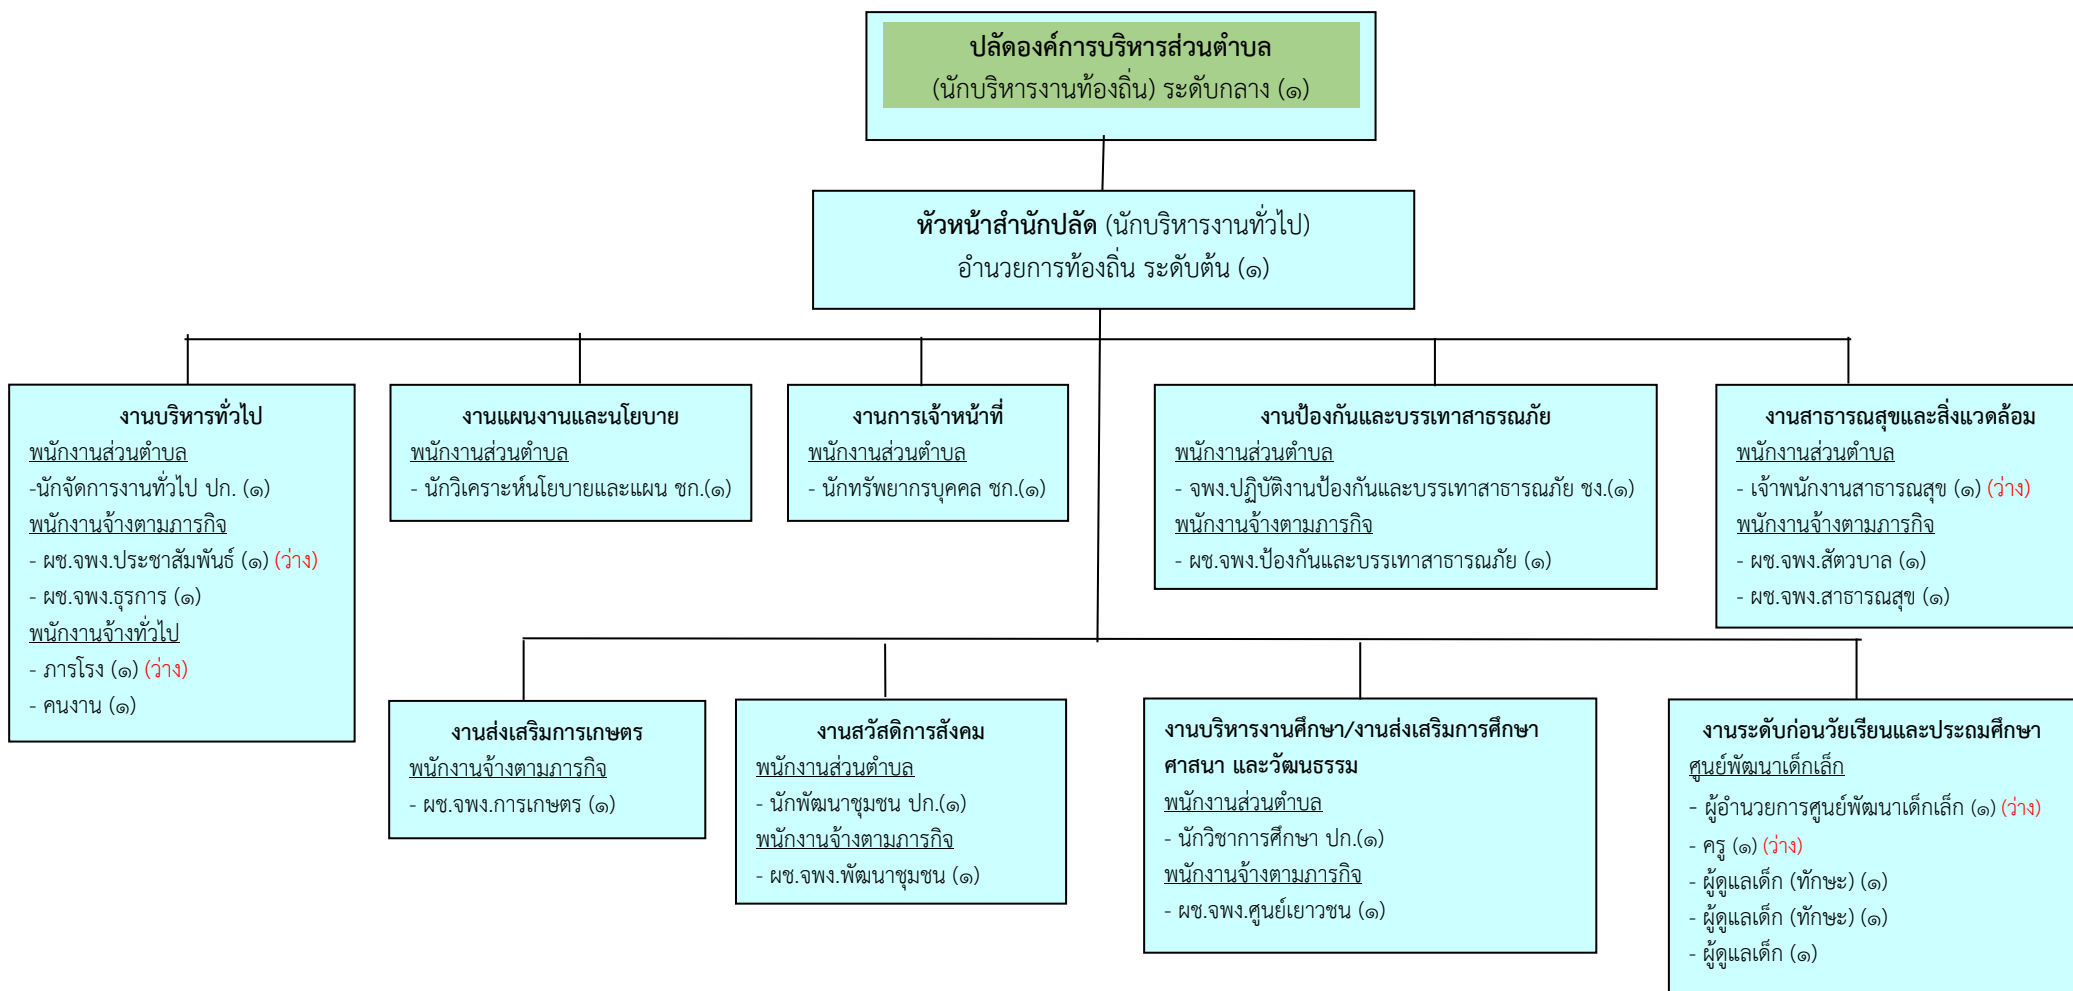 ปลัดองค์การบริหารส่วนตำบล
(นักบริหารงานท้องถิ่น) ระดับกลาง (๑)
หัวหน้าสำนักปลัด (นักบริหารงานทั่วไป)
อำนวยการท้องถิ่น ระดับต้น (๑)
งานบริหารทั่วไป
พนักงานส่วนตำบล
-นักจัดการงานทั่วไป ปก. (๑)
พนักงานจ้างตามภารกิจ
- ผช.จพง.ประชาสัมพันธ์ (๑) (ว่าง)
- ผช.จพง.ธุรการ (๑)
พนักงานจ้างทั่วไป
- ภารโรง (๑) (ว่าง)
- คนงาน (๑)
งานแผนงานและนโยบาย
พนักงานส่วนตำบล
- นักวิเคราะห์นโยบายและแผน ชก.(๑)
งานการเจ้าหน้าที่
พนักงานส่วนตำบล
- นักทรัพยากรบุคคล ชก.(๑)
งานป้องกันและบรรเทาสาธารณภัย
พนักงานส่วนตำบล
- จพง.ปฏิบัติงานป้องกันและบรรเทาสาธารณภัย ชง.(๑)
พนักงานจ้างตามภารกิจ
- ผช.จพง.ป้องกันและบรรเทาสาธารณภัย (๑)
งานสาธารณสุขและสิ่งแวดล้อม
พนักงานส่วนตำบล
- เจ้าพนักงานสาธารณสุข (๑) (ว่าง)
พนักงานจ้างตามภารกิจ
- ผช.จพง.สัตวบาล (๑)
- ผช.จพง.สาธารณสุข (๑)
งานส่งเสริมการเกษตร
พนักงานจ้างตามภารกิจ
- ผช.จพง.การเกษตร (๑)
งานสวัสดิการสังคม
พนักงานส่วนตำบล
- นักพัฒนาชุมชน ปก.(๑)
พนักงานจ้างตามภารกิจ
- ผช.จพง.พัฒนาชุมชน (๑)
งานบริหารงานศึกษา/งานส่งเสริมการศึกษา
ศาสนา และวัฒนธรรม
พนักงานส่วนตำบล
- นักวิชาการศึกษา ปก.(๑)
พนักงานจ้างตามภารกิจ
- ผช.จพง.ศูนย์เยาวชน (๑)
งานระดับก่อนวัยเรียนและประถมศึกษา
ศูนย์พัฒนาเด็กเล็ก
- ผู้อำนวยการศูนย์พัฒนาเด็กเล็ก (๑) (ว่าง)
- ครู (๑) (ว่าง)
- ผู้ดูแลเด็ก (ทักษะ) (๑)
- ผู้ดูแลเด็ก (ทักษะ) (๑)
- ผู้ดูแลเด็ก (๑)